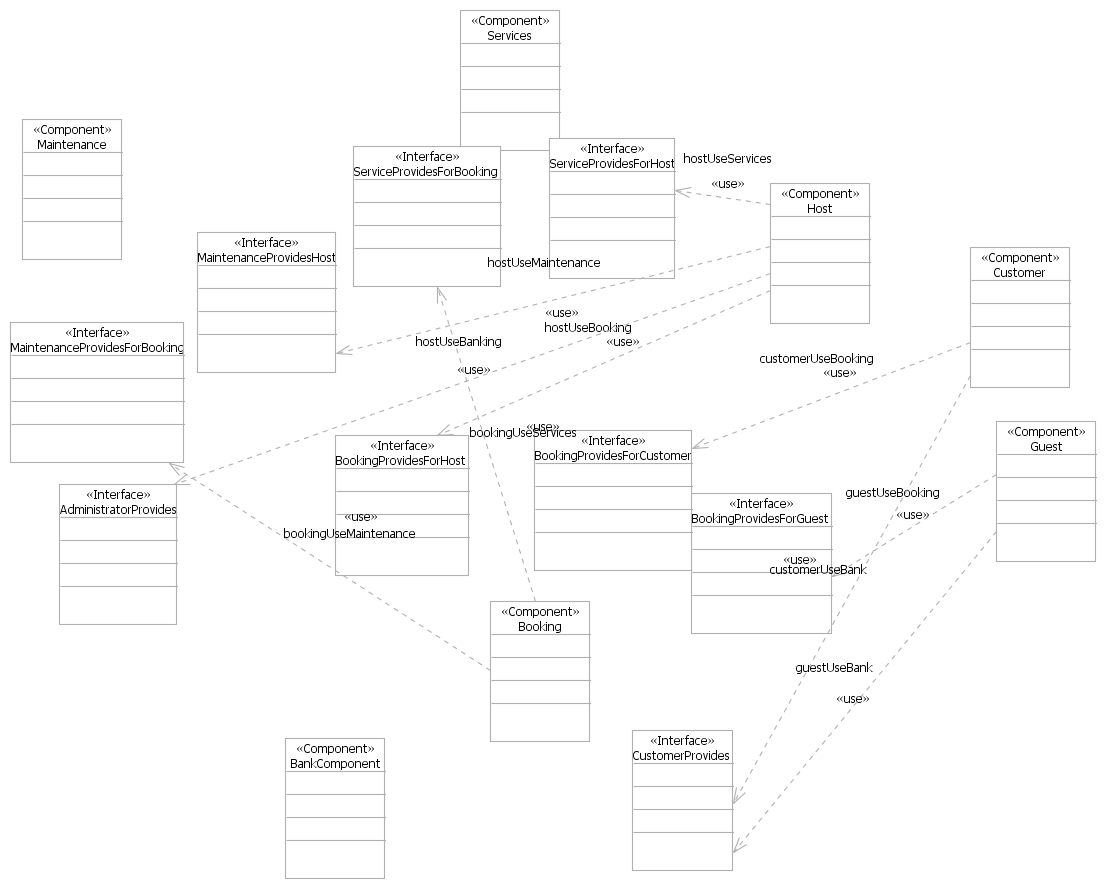 «Component»
Services
«Component»
Maintenance
«Interface»
ServiceProvidesForBooking
«Interface»
ServiceProvidesForHost
hostUseServices
«use»
«Component»
Host
«Interface»
MaintenanceProvidesHost
hostUseMaintenance
«Component»
Customer
«use»
hostUseBooking
«use»
«Interface»
MaintenanceProvidesForBooking
hostUseBanking
«use»
customerUseBooking
«use»
«use»
bookingUseServices
«Interface»
BookingProvidesForHost
«Interface»
BookingProvidesForCustomer
«Component»
Guest
«Interface»
AdministratorProvides
guestUseBooking
«use»
«Interface»
BookingProvidesForGuest
«use»
bookingUseMaintenance
«use»
customerUseBank
«Component»
Booking
guestUseBank
«use»
«Component»
BankComponent
«Interface»
CustomerProvides